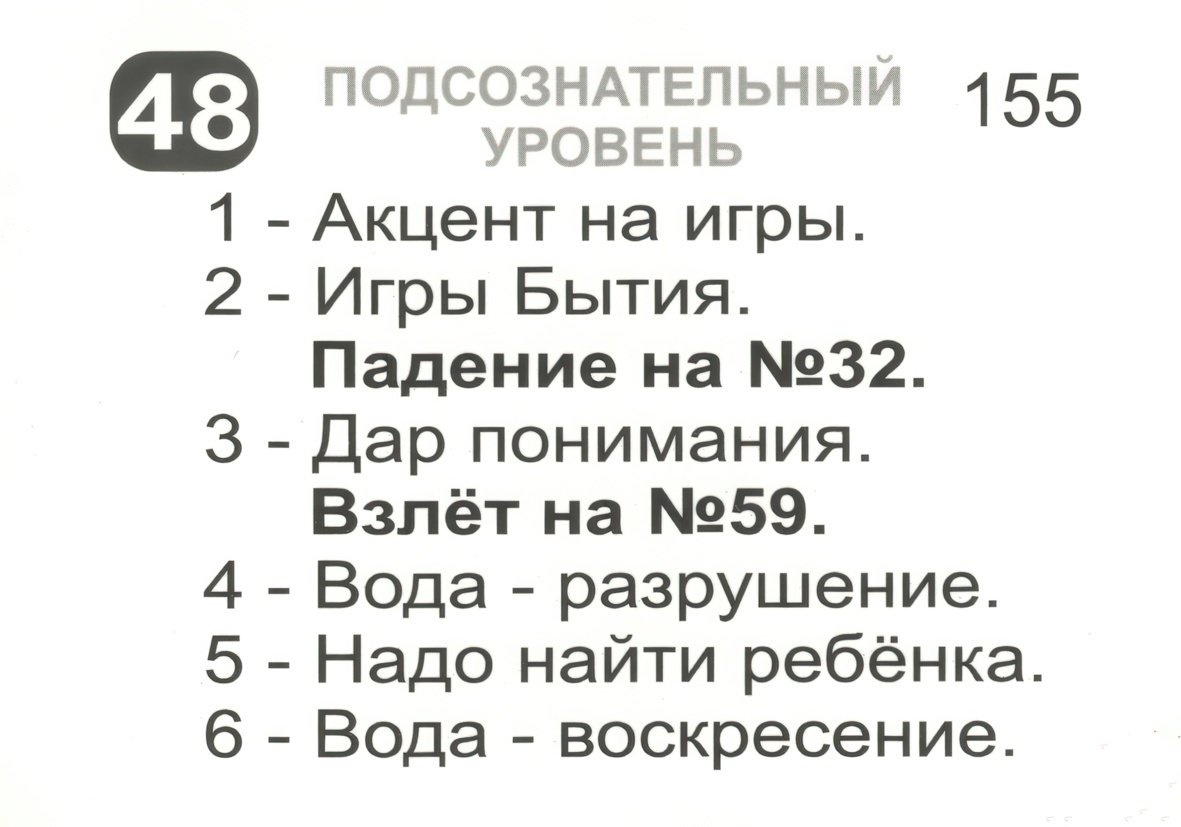 48 ПОДСОЗНАТЕЛЬНЫЙ 155
УРОВЕНЬ
1 - Акцент на игры.
2 - Игры Бытия.
Падение на №32.
3 - Дар понимания.
Взлёт на №59.
4 - Вода - разрушение.
5 - Надо найти ребёнка.
6 - Вода - воскресение.